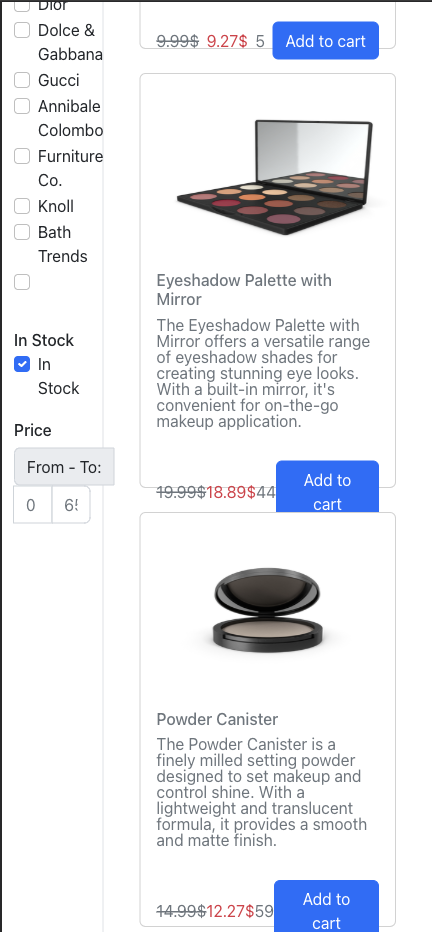 Dior
Dolce &
Gabbana
Gucci
Annibale
Colombo
Furniture
Co.
Knoll
Bath
Trends
In Stock
In
Stock
Price
From - To:
0
9.99$ 9.27$ 5 Add to cart
Eyeshadow Palette with
Mirror
The Eyeshadow Palette with
Mirror offers a versatile range
of eyeshadow shades for
creating stunning eye looks.
With a built-in mirror, it's
convenient for on-the-go
makeup application.
19.99$18.89$44 Add to
cart
Powder Canister
The Powder Canister is a
finely milled setting powder
designed to set makeup and
control shine. With a
lightweight and translucent
formula, it provides a smooth
and matte finish.
14.99$12.27$59 Add to
cart